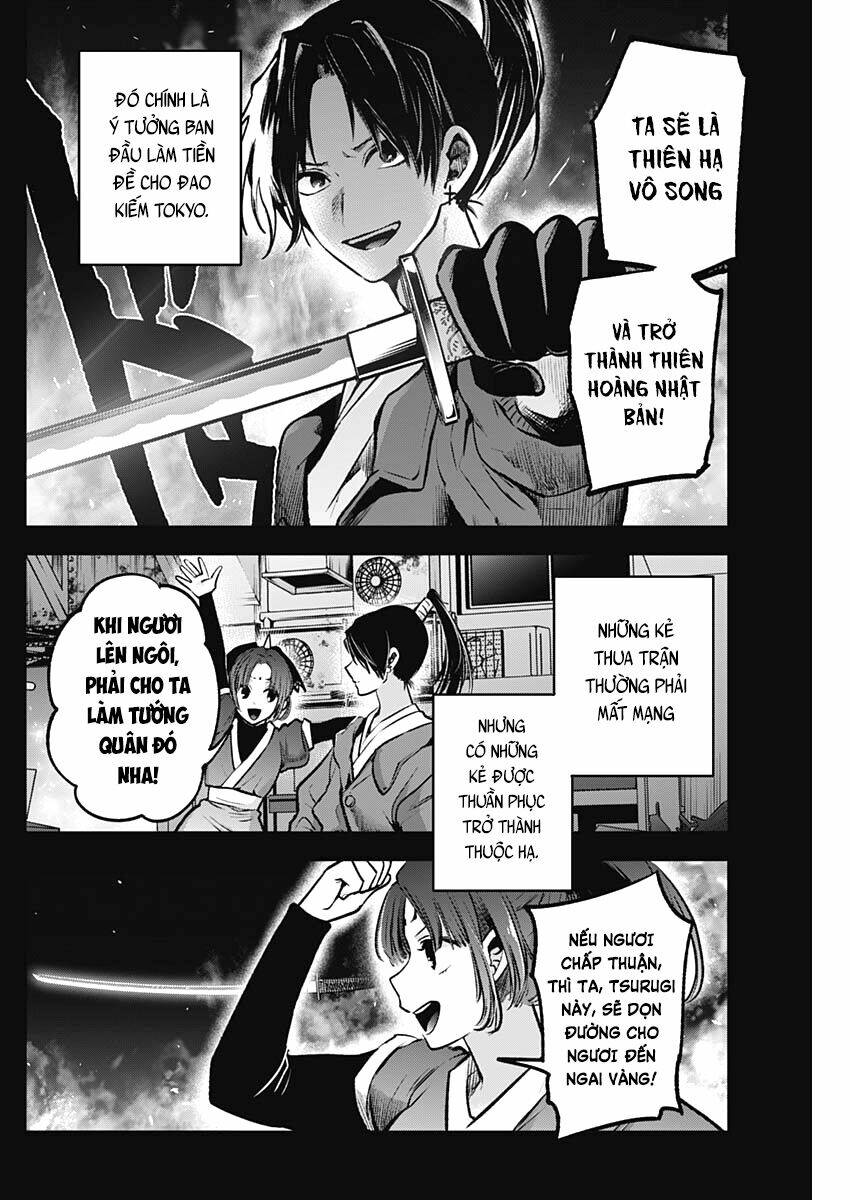 TA SẼ LÀ
THIÊN HẠ
VÔ SONG
ĐÓ CHÍNH LÀ
Ý TƯỞNG BAN
ĐẦU LÀM TIỀN
ĐỀ CHO ĐAO
KIẾM TOKYO.
VÀ TRỞ
THÀNH THIÊN
HOÀNG NHẬT
BẢN!
NHỮNG KẺ
THUA TRẬN
THƯỜNG PHẢI
MẤT MẠNG
NHƯNG
CÓ NHỮNG
KẺ ĐƯỢC
THUẦN PHỤC
TRỞ THÀNH
THUỘC HẠ.
KHI NGƯƠI
LÊN NGÔI,
PHẢI CHO TA
LÀM TƯỚNG
QUÂN ĐÓ
NHA!
NẾU NGƯƠI
CHẤP THUẬN,
THÌ TA, TSURUGI
NÀY, SẼ DỌN
ĐƯỜNG CHO
NGƯƠI ĐẾN
NGAI VÀNG!